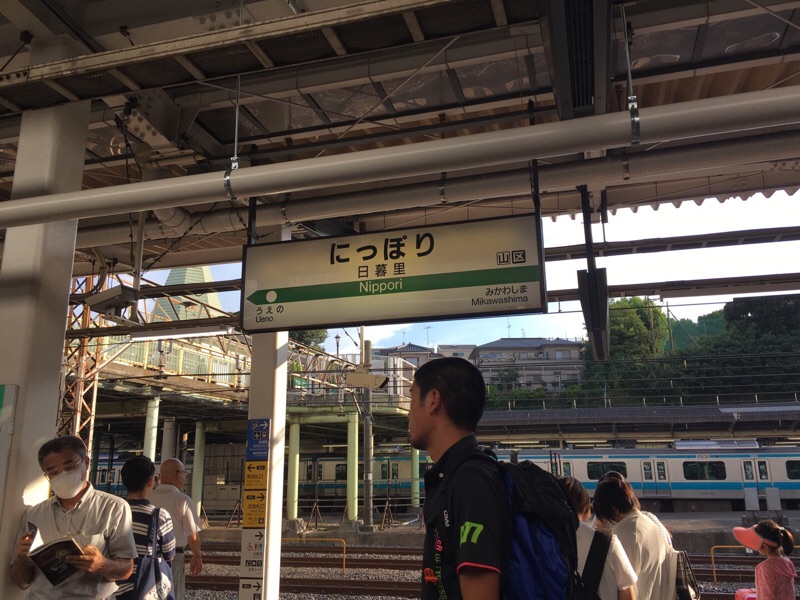 にっぽり
日暮里
山区
Nippori
うえの
Ueno
みかわしま
Mikawashima